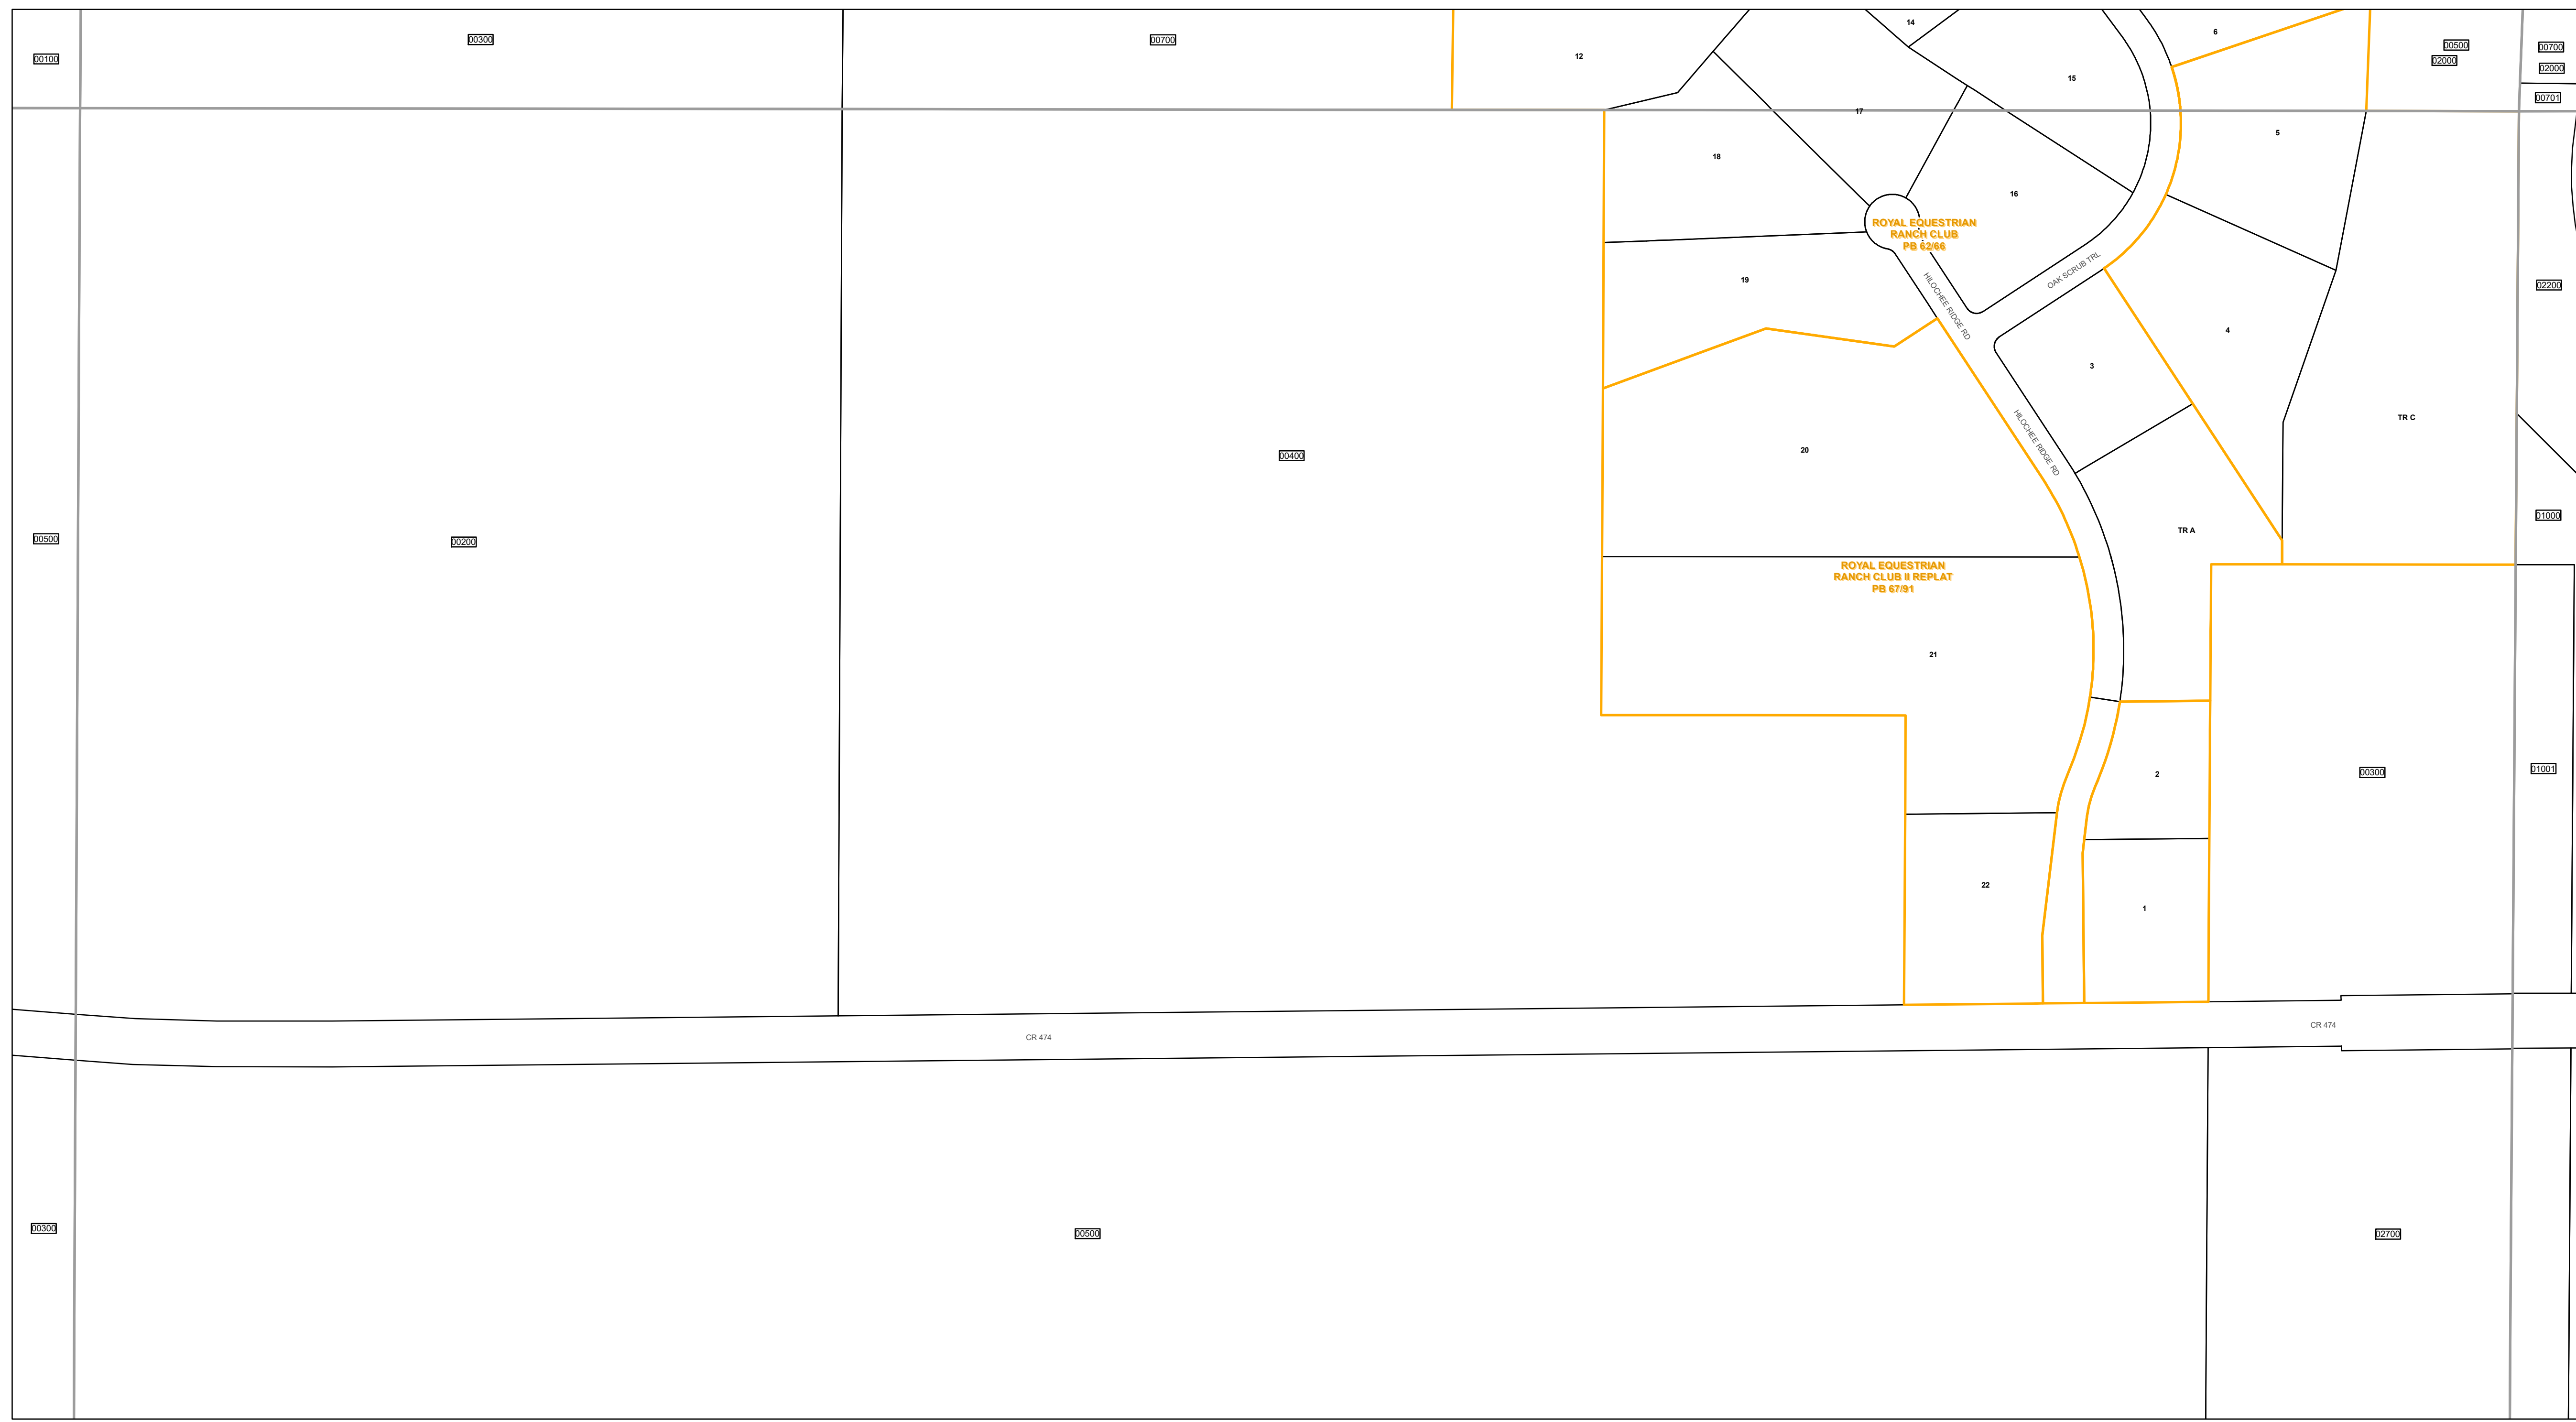 14
6
00300
00700
00500
00700
12
00100
02000
02000
15
00701
17
5
18
16
ROYAL EQUESTRIAN
RANCH CLUB
PB 62/66
OAK SCRUB TRL
19
02200
HILOCHEE RIDGE RD
4
3
TR C
HILOCHEE RIDGE RD
20
00400
01000
TR A
00500
00200
ROYAL EQUESTRIAN
RANCH CLUB II REPLAT
PB 67/91
21
01001
00300
2
22
1
CR 474
CR 474
00300
00500
02700